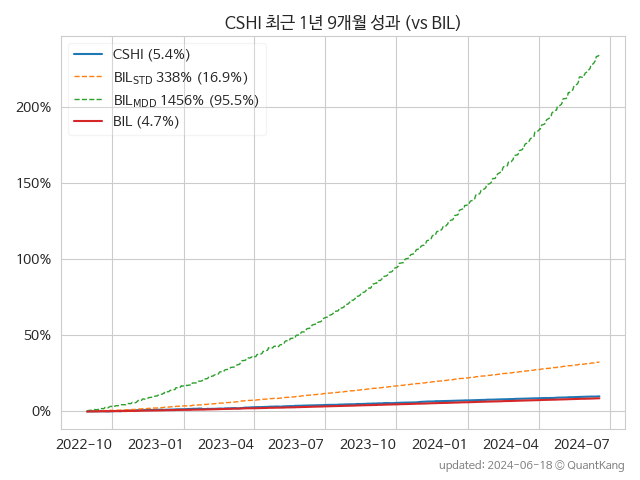 CSHI 최근 1년 9개월 성과 (vs BIL)
CSHI (5.4%)
BIL_STD 338% (16.9%)
BIL_MDD 1456% (95.5%)
BIL (4.7%)
200%
150%
100%
50%
0%
2022-10 2023-01 2023-04 2023-07 2023-10 2024-01 2024-04 2024-07
updated: 2024-06-18 © QuantKang